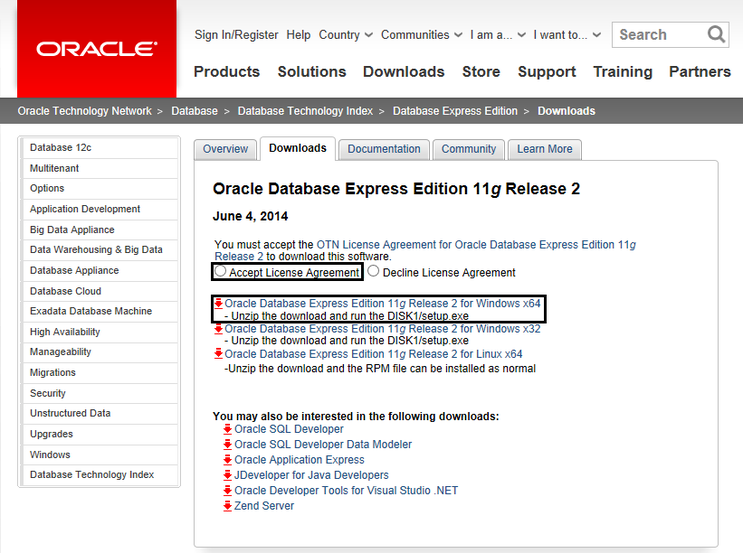 ORACLE
Sign In/Register Help Country Communities I am a... I want to... Search
Products Solutions Downloads Store Support Training Partners
Oracle Technology Network > Database > Database Technology Index > Database Express Edition > Downloads
Database 12c
Multitenant
Options
Application Development
Big Data Appliance
Data Warehousing & Big Data
Database Appliance
Database Cloud
Exadata Database Machine
High Availability
Manageability
Migrations
Security
Unstructured Data
Upgrades
Windows
Database Technology Index
Overview Downloads Documentation Community Learn More
Oracle Database Express Edition 11g Release 2
June 4, 2014
You must accept the OTN License Agreement for Oracle Database Express Edition 11g
Release 2 to download this software.
Accept License Agreement Decline License Agreement
Oracle Database Express Edition 11g Release 2 for Windows x64
- Unzip the download and run the DISK1/setup.exe
Oracle Database Express Edition 11g Release 2 for Windows x32
- Unzip the download and run the DISK1/setup.exe
Oracle Database Express Edition 11g Release 2 for Linux x64
-Unzip the download and the RPM file can be installed as normal
You may also be interested in the following downloads:
Oracle SQL Developer
Oracle SQL Developer Data Modeler
Oracle Application Express
JDeveloper for Java Developers
Oracle Developer Tools for Visual Studio .NET
Zend Server